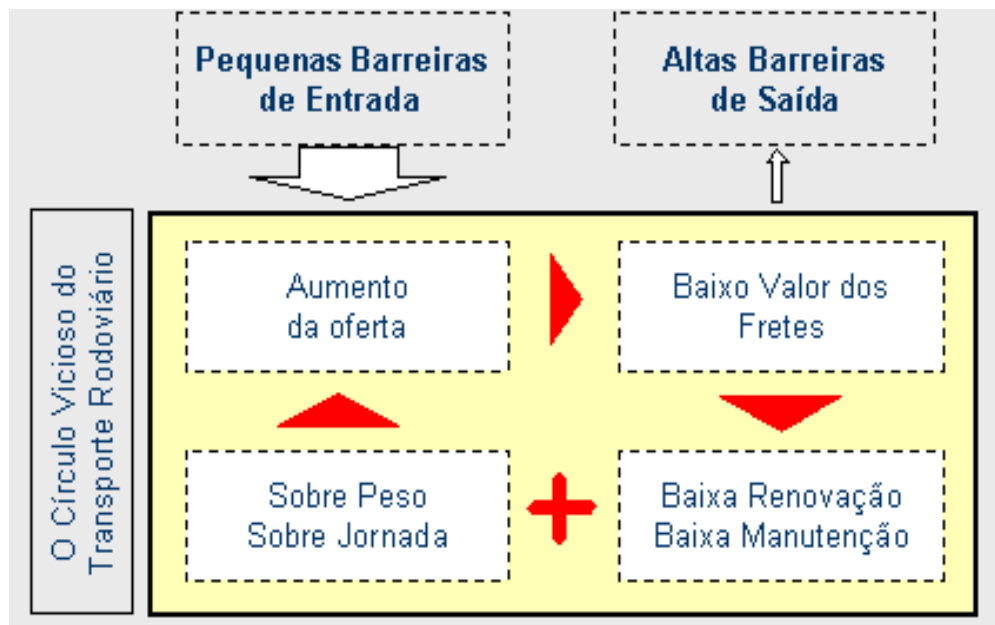 Pequenas Barreiras
de Entrada
Altas Barreiras
de Saída
O Círculo Vicioso do
Transporte Rodoviário
Aumento
da oferta
Baixo Valor dos
Fretes
Sobre Peso
Sobre Jornada
Baixa Renovação
Baixa Manutenção